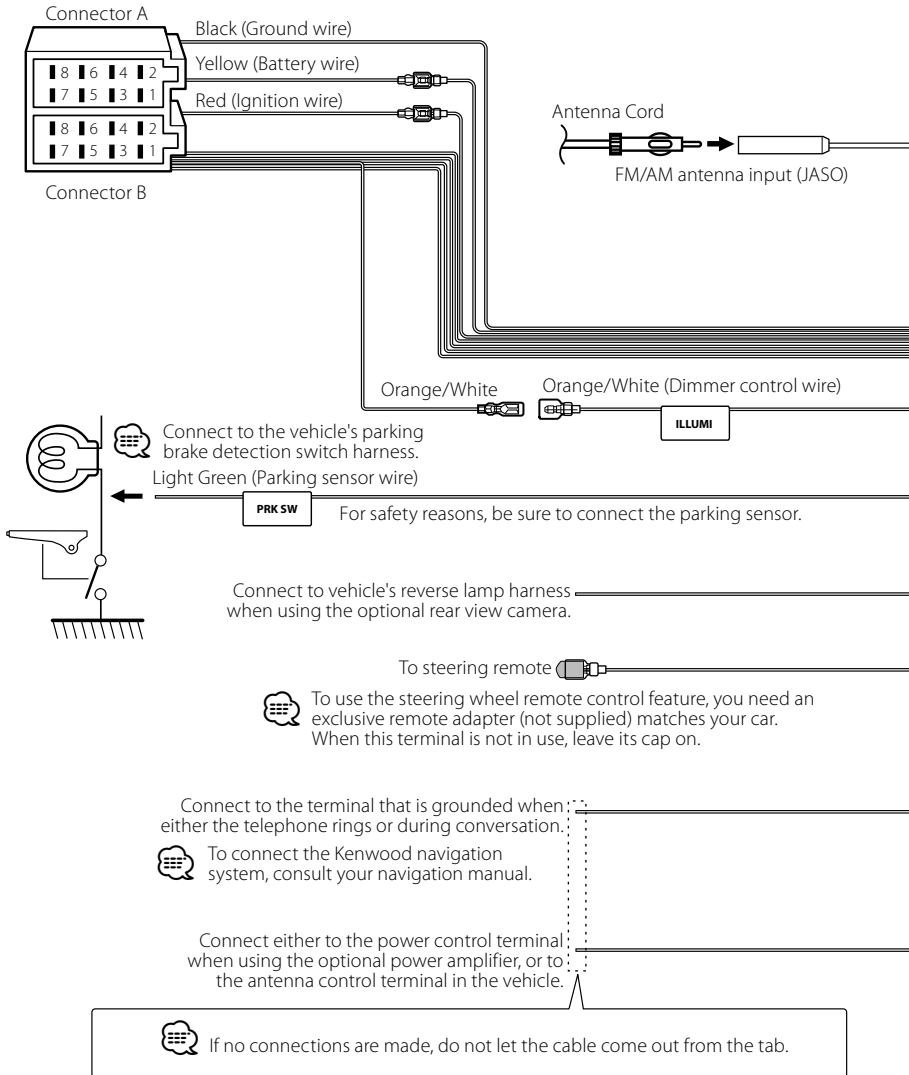 Connector A
Black (Ground wire)
Yellow (Battery wire)
8 6 4 2
7 5 3 1
Red (Ignition wire)
8 6 4 2
7 5 3 1
Connector B
Antenna Cord
FM/AM antenna input (JASO)
Orange/White
Orange/White (Dimmer control wire)
ILLUMI
Connect to the vehicle's parking
brake detection switch harness.
Light Green (Parking sensor wire)
PRK SW
For safety reasons, be sure to connect the parking sensor.
Connect to vehicle's reverse lamp harness
when using the optional rear view camera.
To steering remote
To use the steering wheel remote control feature, you need an
exclusive remote adapter (not supplied) matches your car.
When this terminal is not in use, leave its cap on.
Connect to the terminal that is grounded when
either the telephone rings or during conversation.
To connect the Kenwood navigation
system, consult your navigation manual.
Connect either to the power control terminal
when using the optional power amplifier, or to
the antenna control terminal in the vehicle.
If no connections are made, do not let the cable come out from the tab.